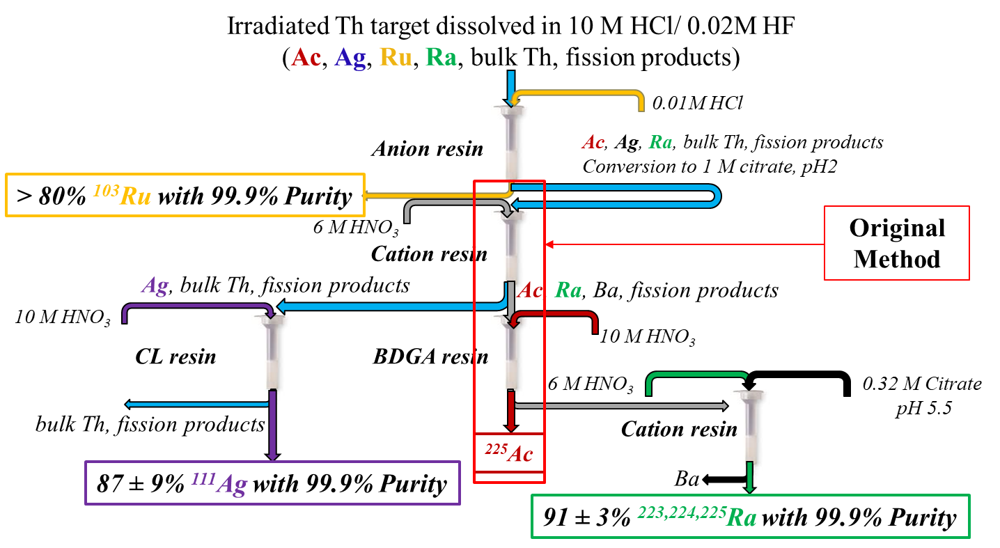 Irradiated Th target dissolved in 10 M HCl/ 0.02M HF
(Ac, Ag, Ru, Ra, bulk Th, fission products)
0.01M HCl
Anion resin
Ac, Ag, Ra, bulk Th, fission products
Conversion to 1 M citrate, pH2
> 80% ¹⁰³Ru with 99.9% Purity
6 M HNO₃
Cation resin
Original
Method
Ag, bulk Th, fission products
Ac, Ra, Ba, fission products
10 M HNO₃
10 M HNO₃
CL resin
BDGA resin
6 M HNO₃
0.32 M Citrate
pH 5.5
bulk Th, fission products
Cation resin
²²⁵Ac
87 ± 9% ¹¹¹Ag with 99.9% Purity
Ba
91 ± 3% ²²³,²²⁴,²²⁵Ra with 99.9% Purity